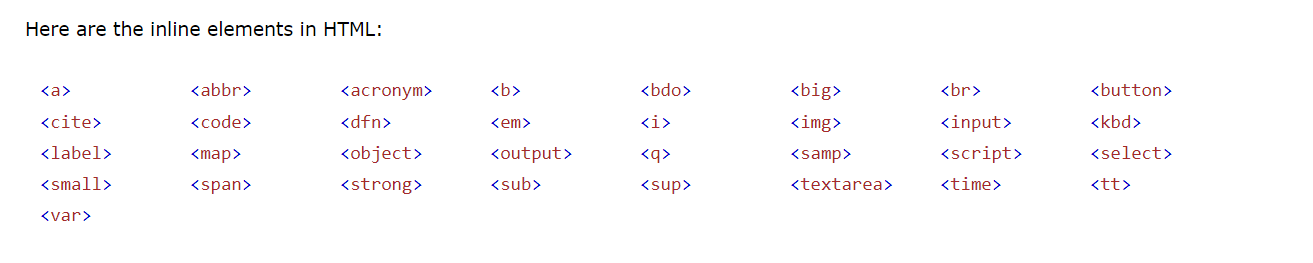 Here are the inline elements in HTML:
<a> <abbr> <acronym> <b> <bdo> <big> <br> <button>
<cite> <code> <dfn> <em> <i> <img> <input> <kbd>
<label> <map> <object> <output> <q> <samp> <script> <select>
<small> <span> <strong> <sub> <sup> <textarea> <time> <tt>
<var>